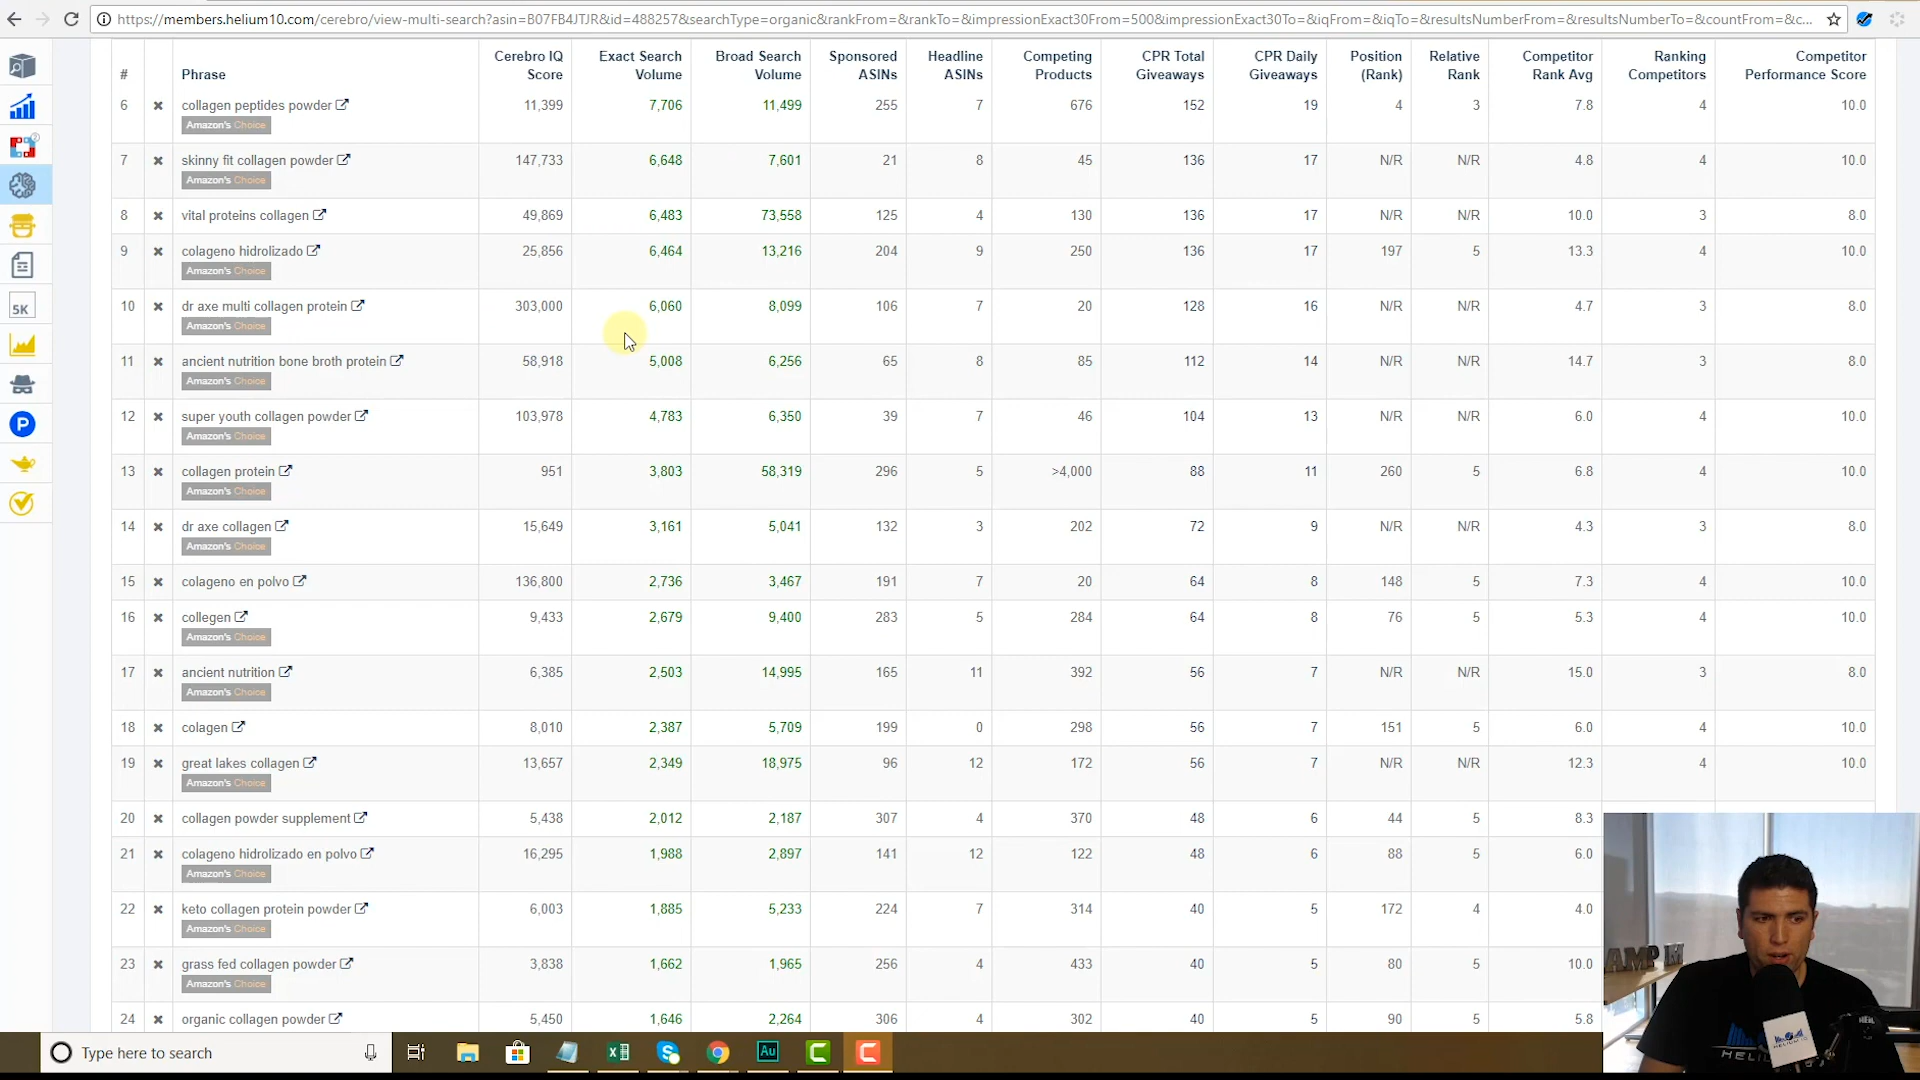 https://members.helium10.com/cerebro/view-multi-search?asin=B07FB4JTJR&id=488257&searchType=organic&rankFrom=&rankTo=&impressionExact30From=500&impressionExact30To=&iqFrom=&iqTo=&resultsNumberFrom=&resultsNumberTo=&countFrom=&c...
# Phrase Cerebro IQ Score Exact Search Volume Broad Search Volume Sponsored ASINs Headline ASINs Competing Products CPR Total Giveaways CPR Daily Giveaways Position (Rank) Relative Rank Competitor Rank Avg Ranking Competitors Competitor Performance Score
6 collagen peptides powder 11,399 7,706 11,499 255 7 676 152 19 4 3 7.8 4 10.0
Amazon's Choice
7 skinny fit collagen powder 147,733 6,648 7,601 21 8 45 136 17 N/R N/R 4.8 4 10.0
Amazon's Choice
8 vital proteins collagen 49,869 6,483 73,558 125 4 130 136 17 N/R N/R 10.0 3 8.0
9 colageno hidrolizado 25,856 6,464 13,216 204 9 250 136 17 197 5 13.3 4 10.0
Amazon's Choice
10 dr axe multi collagen protein 303,000 6,060 8,099 106 7 20 128 16 N/R N/R 4.7 3 8.0
Amazon's Choice
11 ancient nutrition bone broth protein 58,918 5,008 6,256 65 8 85 112 14 N/R N/R 14.7 3 8.0
Amazon's Choice
12 super youth collagen powder 103,978 4,783 6,350 39 7 46 104 13 N/R N/R 6.0 4 10.0
Amazon's Choice
13 collagen protein 951 3,803 58,319 296 5 >4,000 88 11 260 5 6.8 4 10.0
Amazon's Choice
14 dr axe collagen 15,649 3,161 5,041 132 3 202 72 9 N/R N/R 4.3 3 8.0
Amazon's Choice
15 colageno en polvo 136,800 2,736 3,467 191 7 20 64 8 148 5 7.3 4 10.0
16 collegen 9,433 2,679 9,400 283 5 284 64 8 76 5 5.3 4 10.0
Amazon's Choice
17 ancient nutrition 6,385 2,503 14,995 165 11 392 56 7 N/R N/R 15.0 3 8.0
Amazon's Choice
18 colagen 8,010 2,387 5,709 199 0 298 56 7 151 5 6.0 4 10.0
19 great lakes collagen 13,657 2,349 18,975 96 12 172 56 7 N/R N/R 12.3 4 10.0
Amazon's Choice
20 collagen powder supplement 5,438 2,012 2,187 307 4 370 48 6 44 5 8.3
21 colageno hidrolizado en polvo 16,295 1,988 2,897 141 12 122 48 6 88 5 6.0
Amazon's Choice
22 keto collagen protein powder 6,003 1,885 5,233 224 7 314 40 5 172 4 4.0
Amazon's Choice
23 grass fed collagen powder 3,838 1,662 1,965 256 4 433 40 5 80 5 10.0
Amazon's Choice
24 organic collagen powder 5,450 1,646 2,264 306 4 302 40 5 90 5 5.8
5K
P
AMPM
HELIUM 10
Type here to search
Au